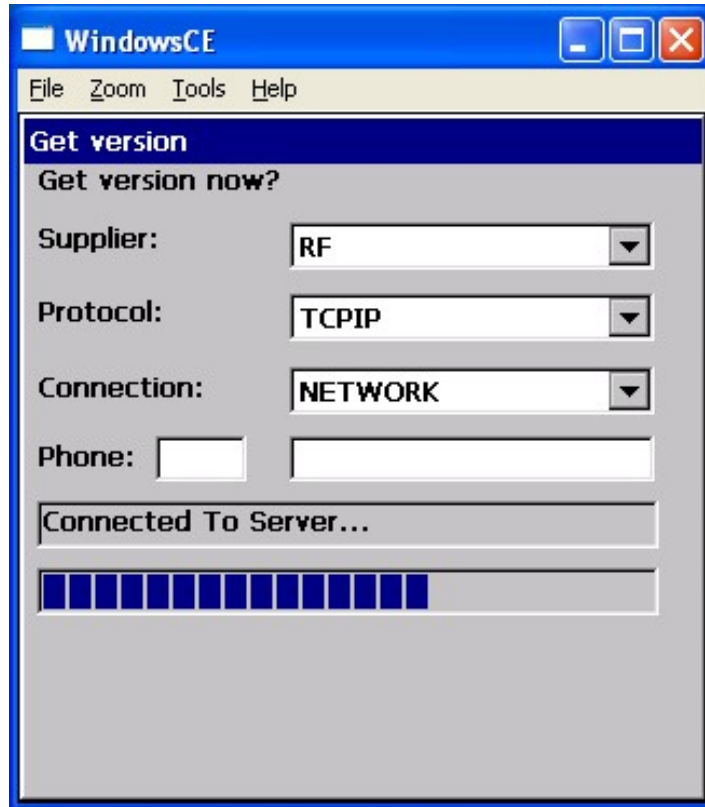 WindowsCE
File Zoom Tools Help
Get version
Get version now?
Supplier: RF
Protocol: TCPIP
Connection: NETWORK
Phone:
Connected To Server...